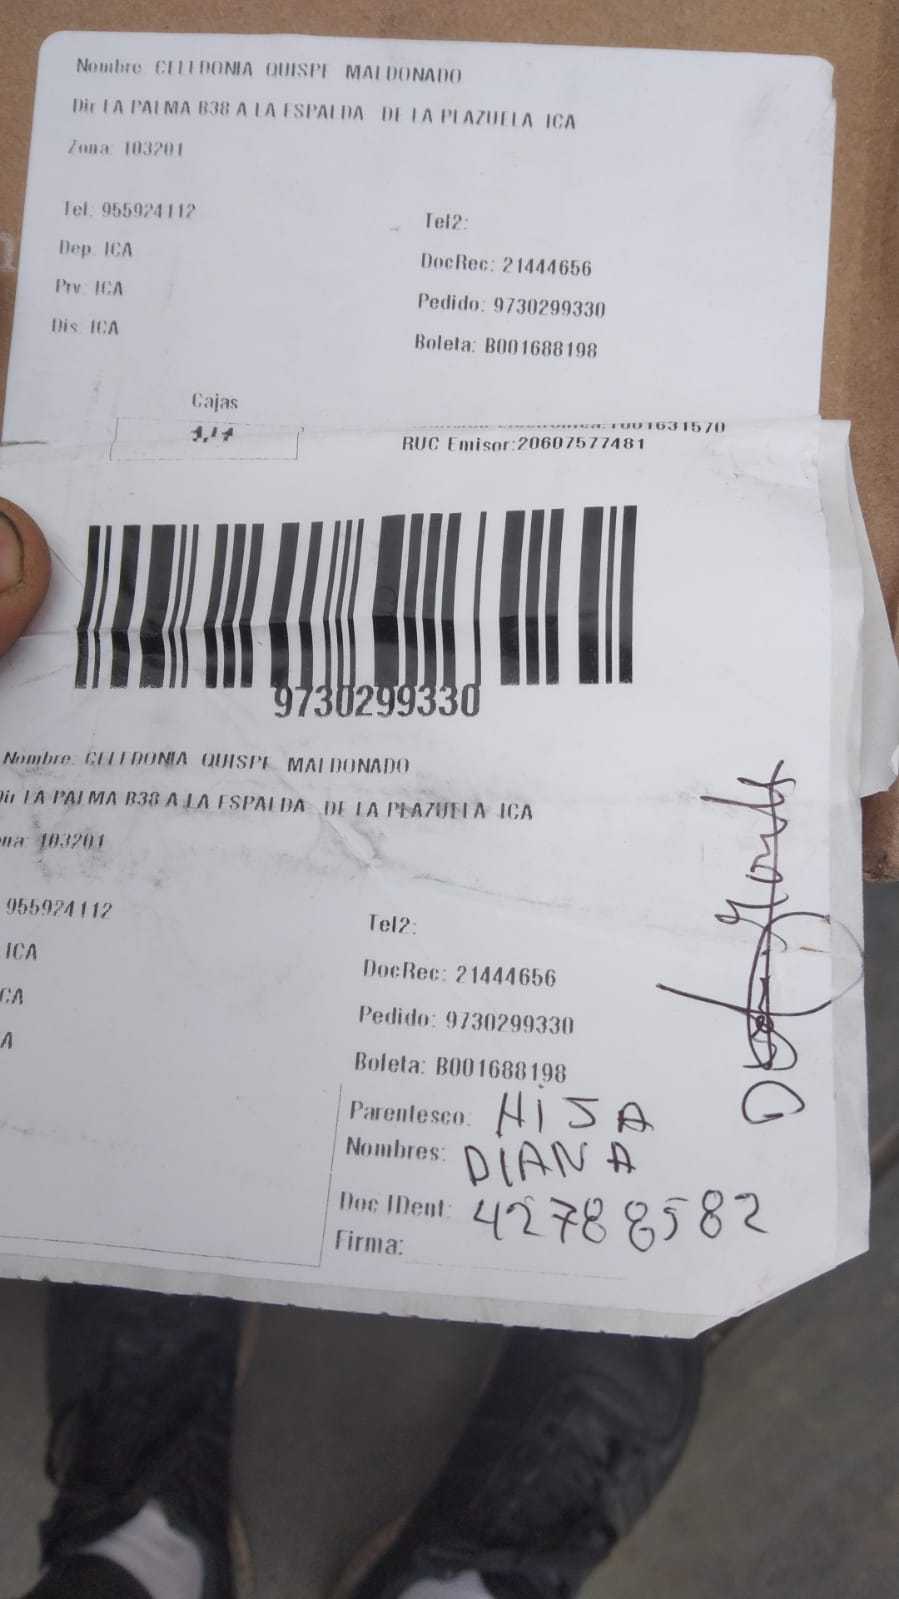 Nombre: CELEDONIA QUISPE MALDONADO
Dir LA PALMA B38 A LA ESPALDA DE LA PLAZUELA ICA
Zona: 103201
Tel: 955924112
Tel2:
Dep. ICA
DocRec: 21444656
Prv. ICA
Pedido: 9730299330
Dis. ICA
Boleta: B001688198
Cajas
1,17
T001631570
RUC Emisor:20607577481
9730299330
Nombre: CELEDONIA QUISPE MALDONADO
Dir LA PALMA B38 A LA ESPALDA DE LA PLAZUELA ICA
na: 103201
955924112
Tel2:
ICA
DocRec: 21444656
CA
Pedido: 9730299330
A
Boleta: B001688198
Parentesco: HIJA
Nombres: DIANA
Doc IDent: 42788582
Firma: